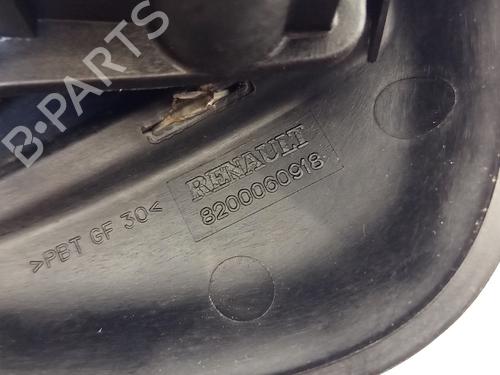 B-PARTS
RENAULT
8200060918
>PBT GF 30<